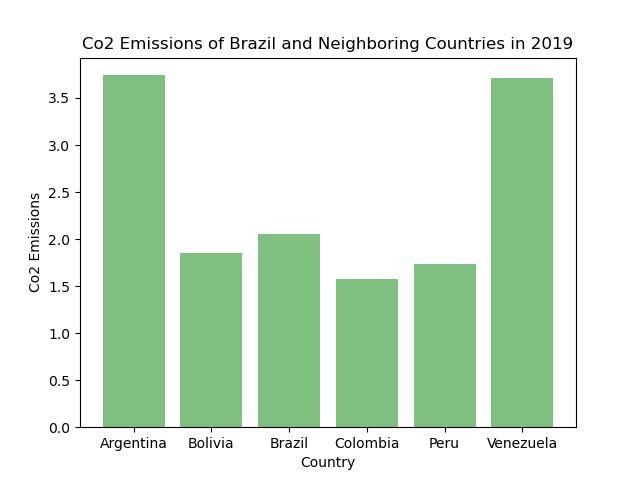 Co2 Emissions of Brazil and Neighboring Countries in 2019
3.5
3.0
2.5
2.0
1.5
1.0
0.5
0.0
Co2 Emissions
Argentina Bolivia Brazil Colombia Peru Venezuela
Country